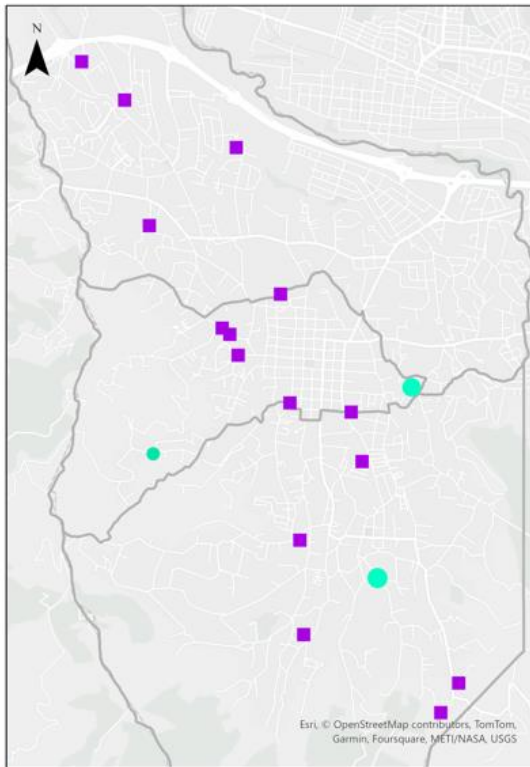 N
Esri, © OpenStreetMap contributors, TomTom,
Garmin, Foursquare, METI/NASA, USGS